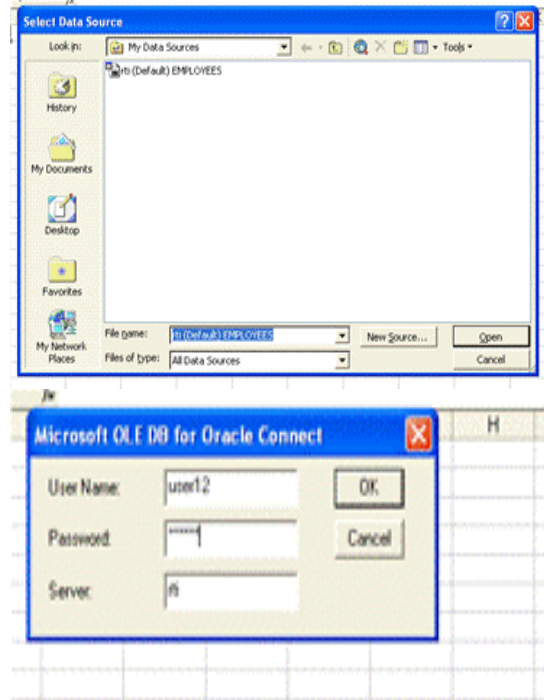 Select Data Source
Look in: My Data Sources Tools
rti (Default) EMPLOYEES
History
My Documents
Desktop
Favorites
My Network Places
File name: rti (Default) EMPLOYEES New Source... Open
Files of type: All Data Sources Cancel
H
Microsoft OLE DB for Oracle Connect
User Name: user12 OK
Password: Cancel
Server: rti